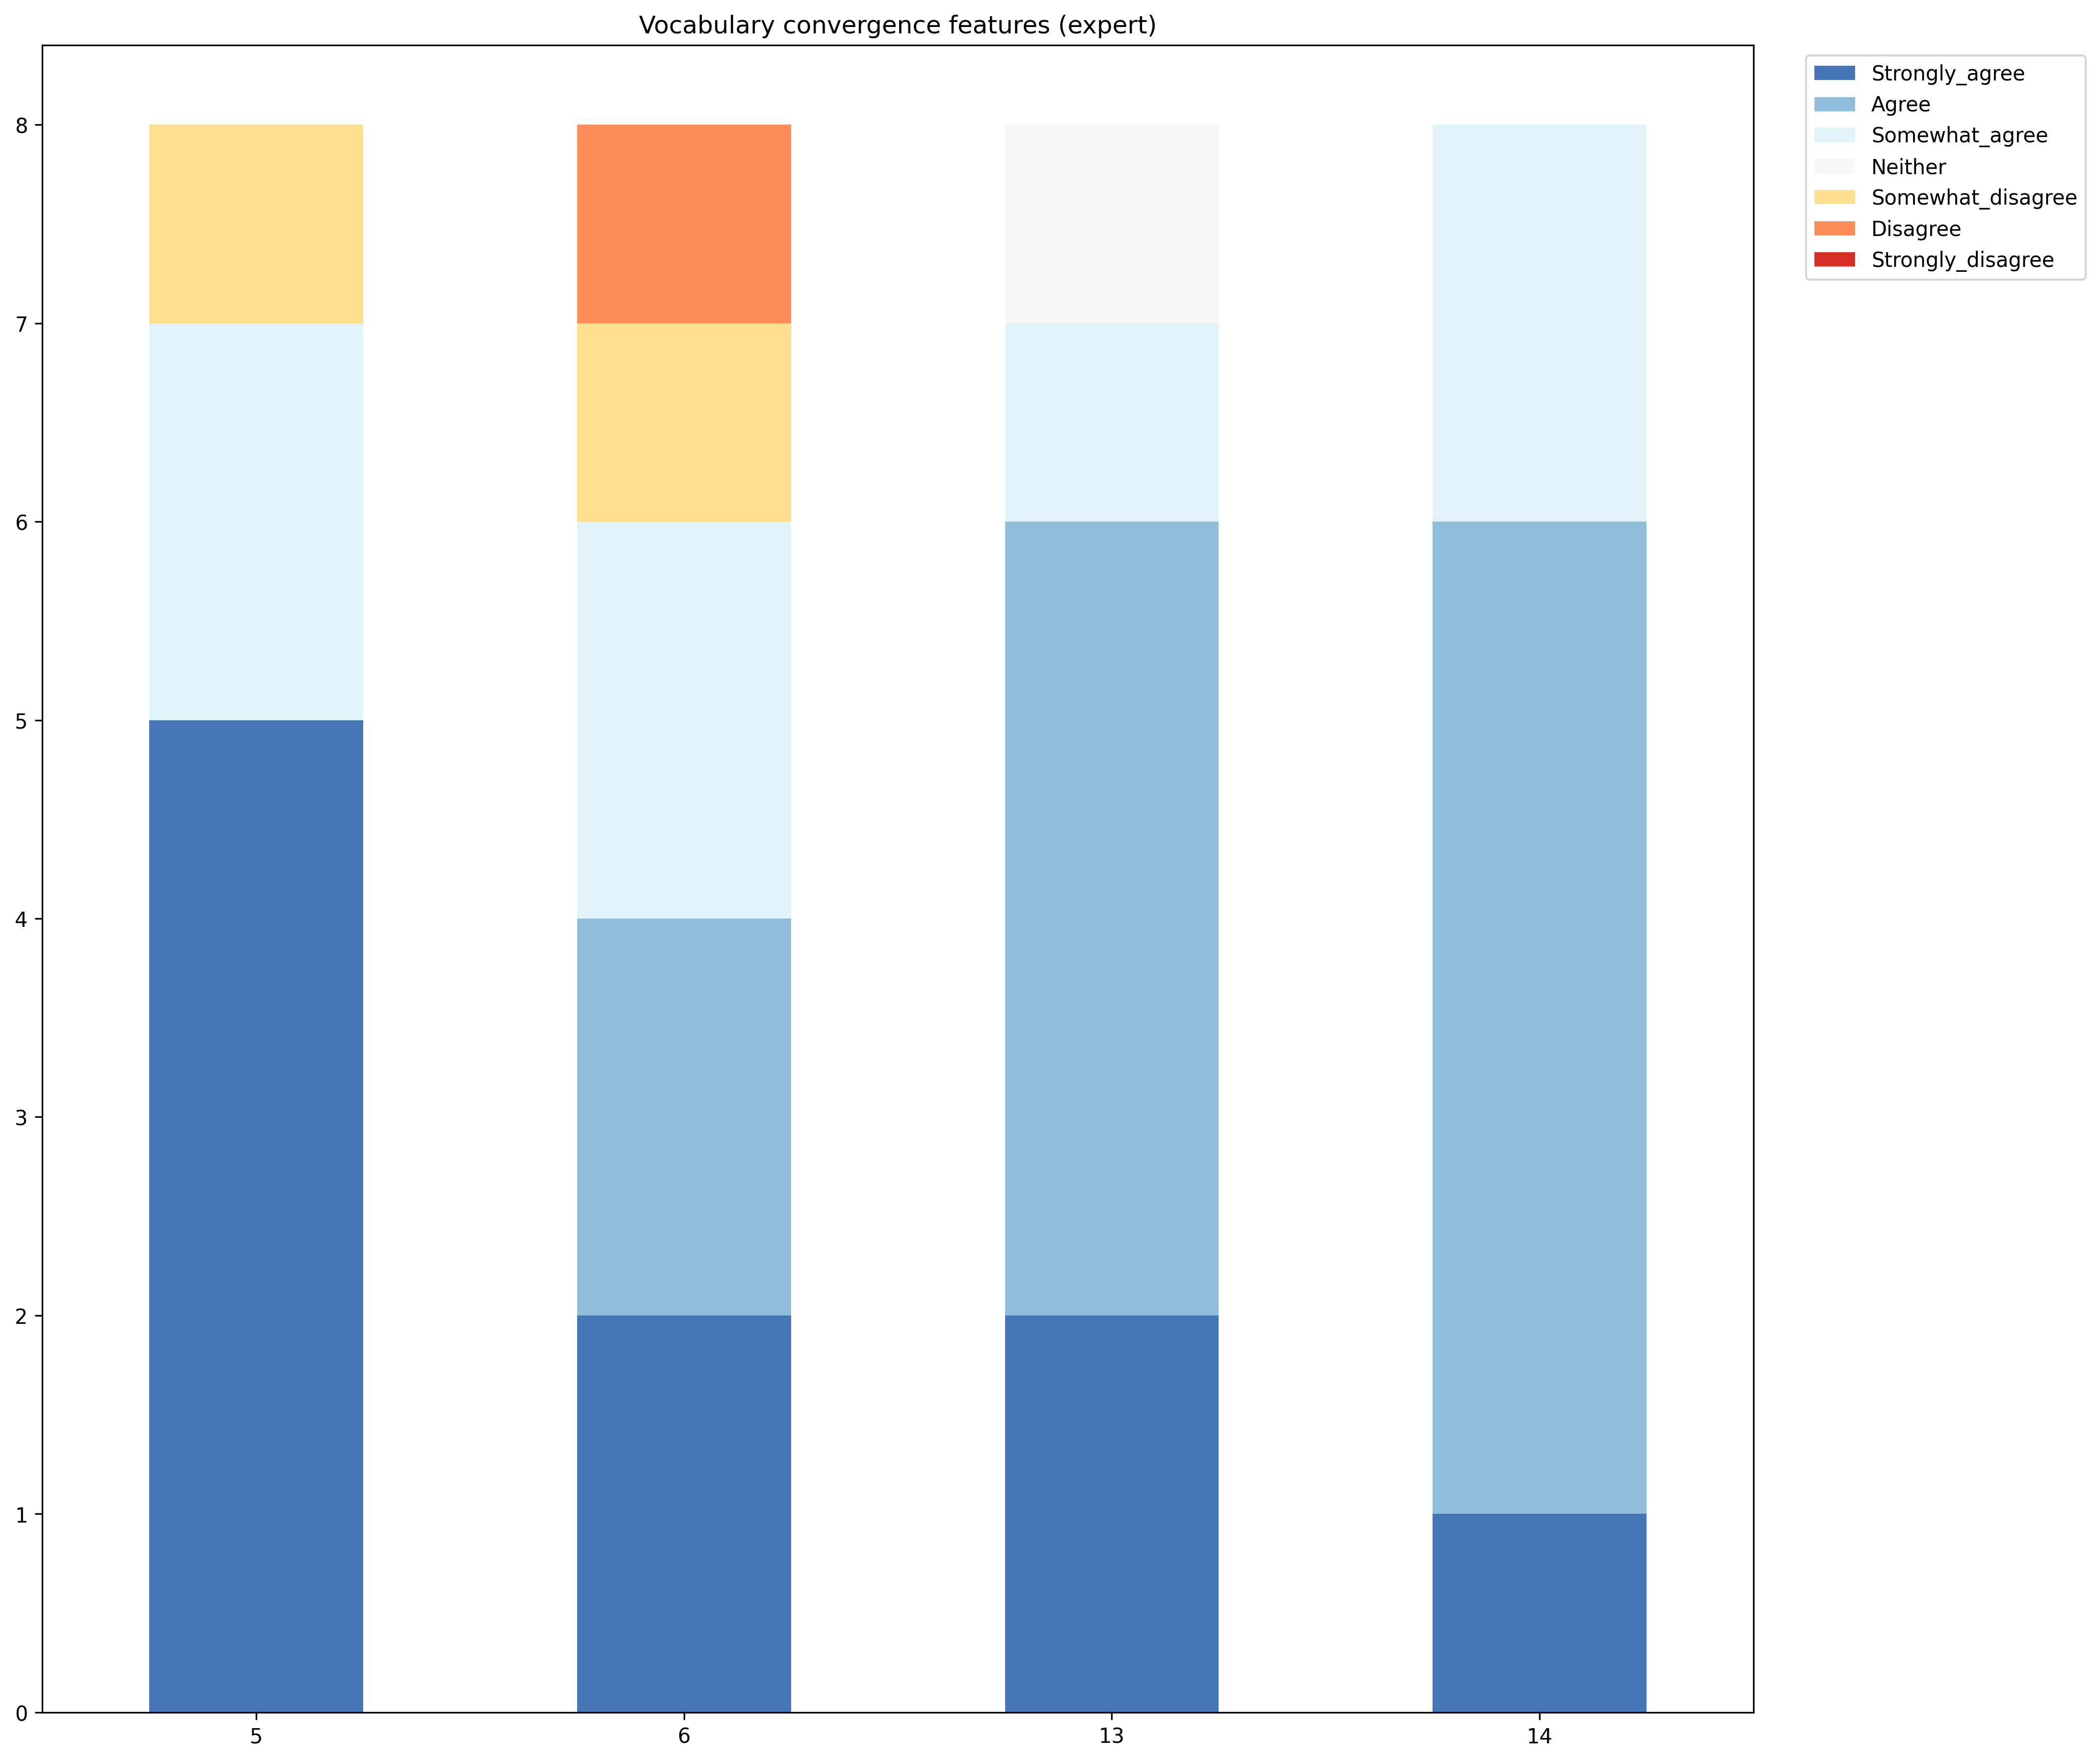 Vocabulary convergence features (expert)
8
7
6
5
4
3
2
1
0
5
6
13
14
Strongly_agree
Agree
Somewhat_agree
Neither
Somewhat_disagree
Disagree
Strongly_disagree